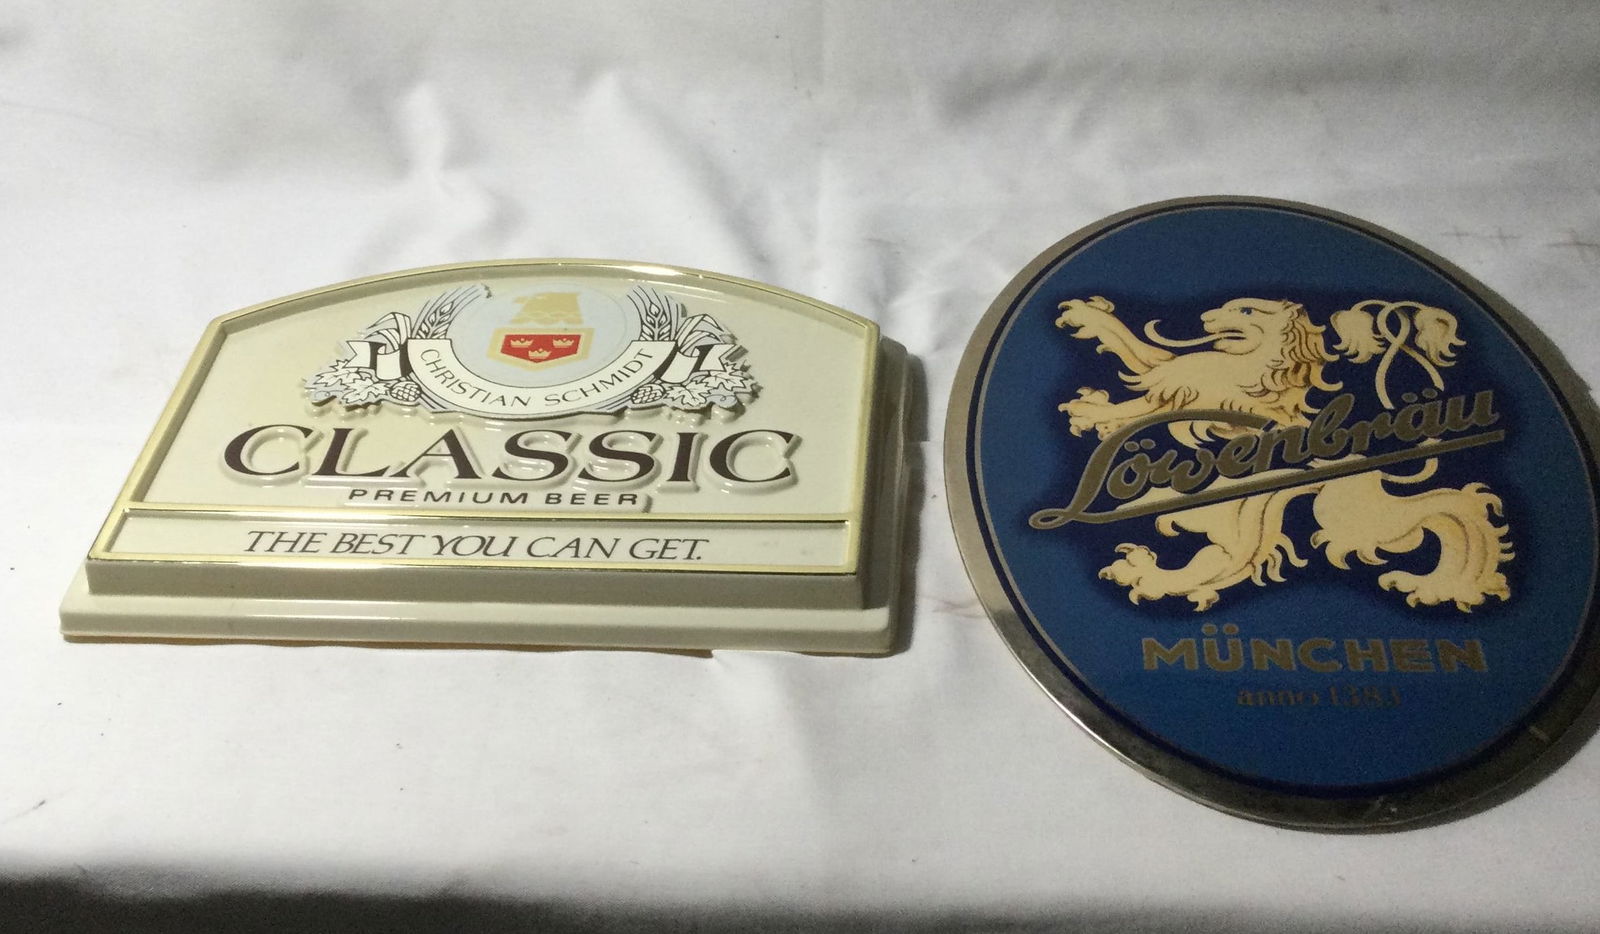 CHRISTIAN SCHMIDT
CLASSIC
PREMIUM BEER
THE BEST YOU CAN GET.
Löwenbräu
MÜNCHEN
anno 1383